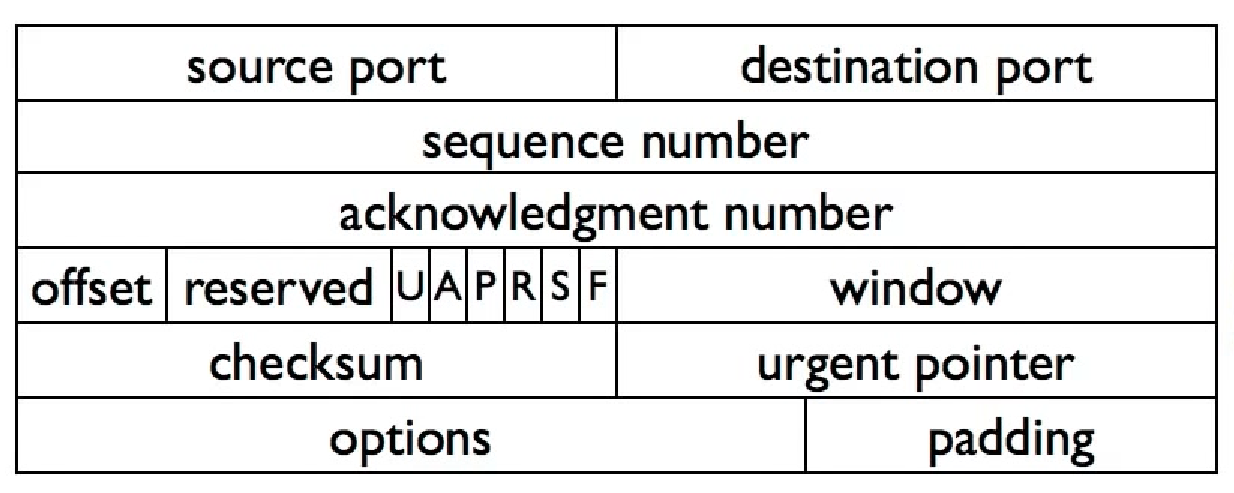 source port destination port
sequence number
acknowledgment number
offset reserved U A P R S F window
checksum urgent pointer
options padding